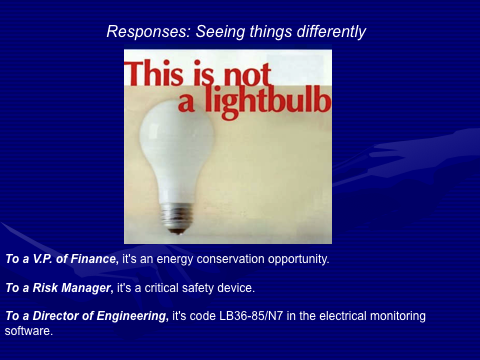 Responses: Seeing things differently
This is not
a lightbulb
To a V.P. of Finance, it's an energy conservation opportunity.
To a Risk Manager, it's a critical safety device.
To a Director of Engineering, it's code LB36-85/N7 in the electrical monitoring
software.